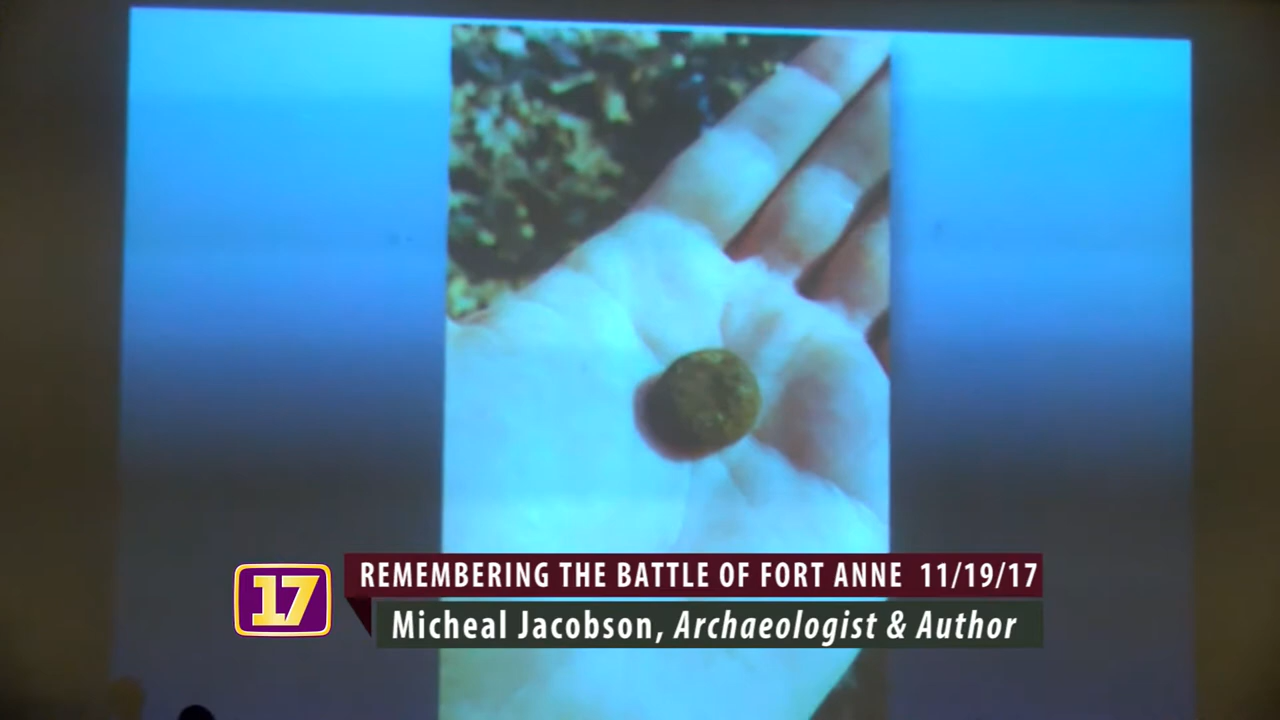 17
REMEMBERING THE BATTLE OF FORT ANNE 11/19/17
Micheal Jacobson, Archaeologist & Author